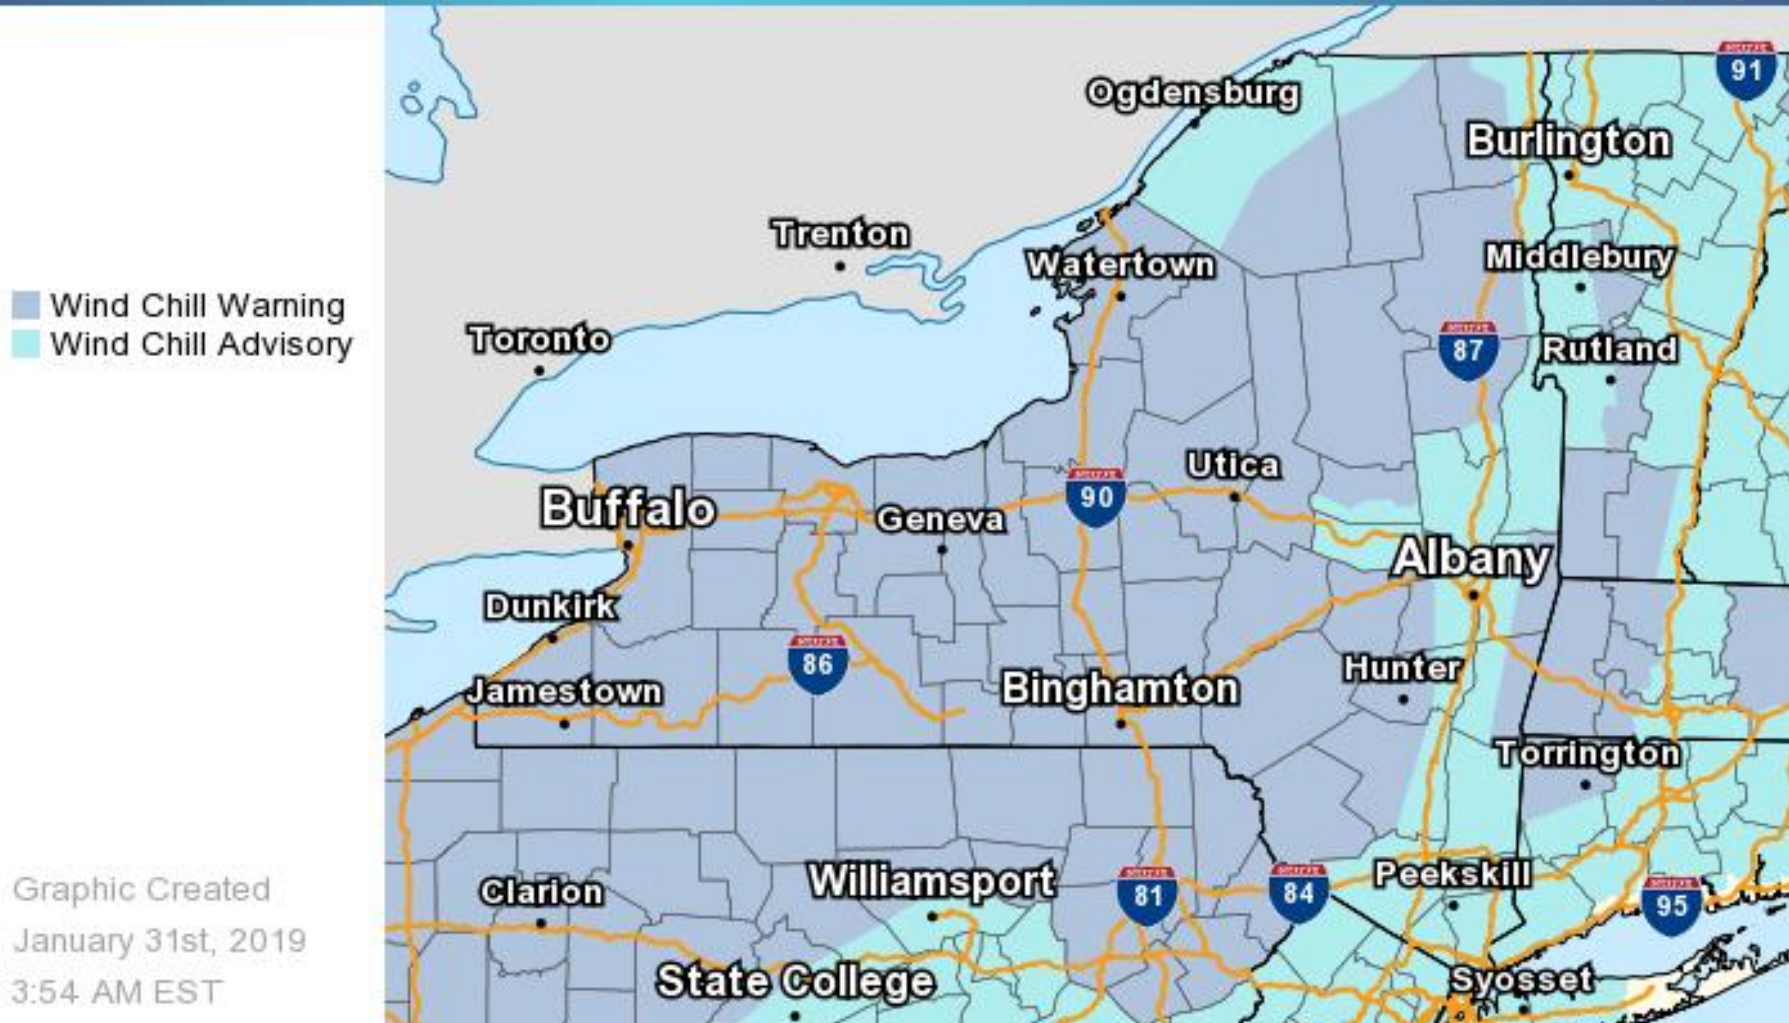 91
Ogdensburg
Burlington
Trenton
Watertown
Middlebury
Wind Chill Warning
Wind Chill Advisory
Toronto
87
Rutland
Utica
90
Buffalo
Geneva
Albany
Dunkirk
86
Hunter
Jamestown
Binghamton
Torrington
Graphic Created
January 31st, 2019
3:54 AM EST
Clarion
Williamsport
81
84
Peekskill
95
State College
Syosset